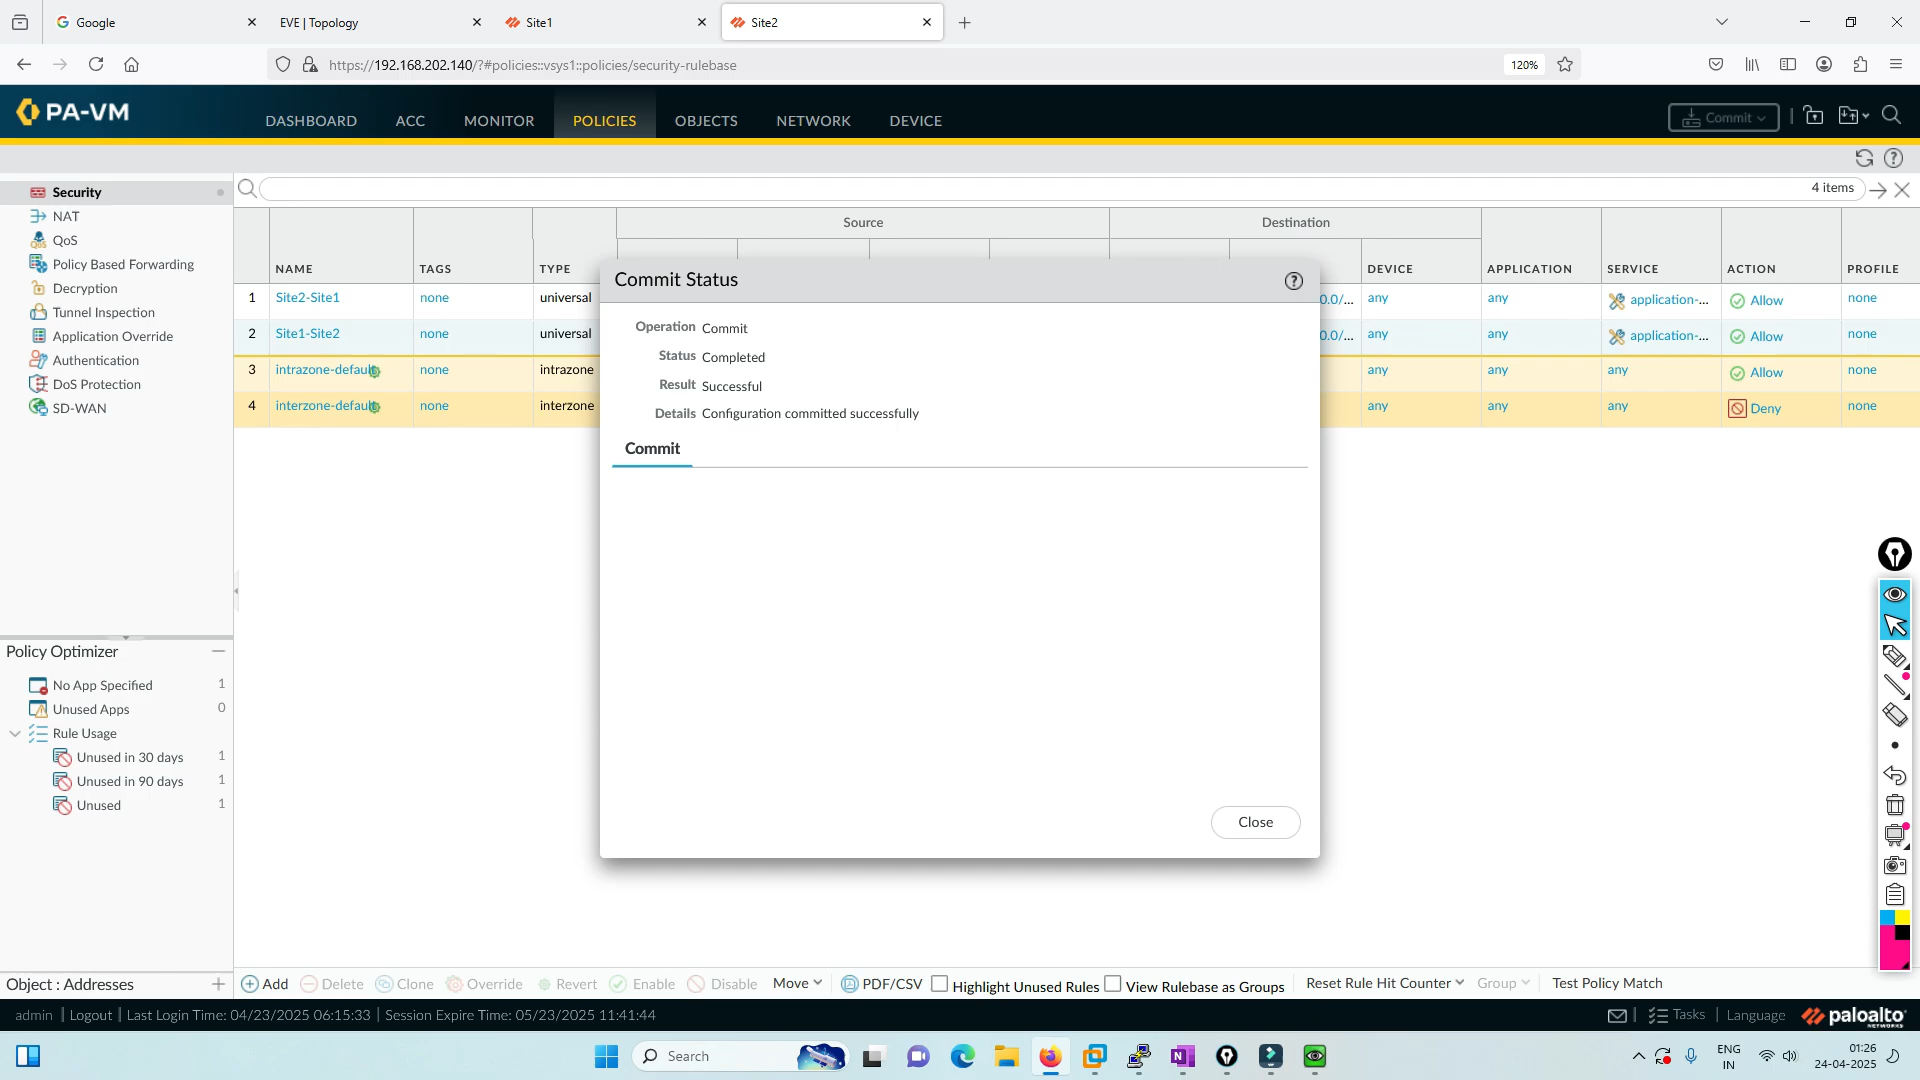 Google
EVE | Topology
Site1
Site2
https://192.168.202.140/?#policies::vsys1::policies/security-rulebase
120%
PA-VM
DASHBOARD
ACC
MONITOR
POLICIES
OBJECTS
NETWORK
DEVICE
Commit
Security
NAT
QoS
Policy Based Forwarding
Decryption
Tunnel Inspection
Application Override
Authentication
DoS Protection
SD-WAN
4 items
Source
Destination
NAME
TAGS
TYPE
DEVICE
APPLICATION
SERVICE
ACTION
PROFILE
1 Site2-Site1 none universal 0.0/... any any application-... Allow none
2 Site1-Site2 none universal 0.0/... any any application-... Allow none
3 intrazone-default none intrazone any any any Allow none
4 interzone-default none interzone any any any Deny none
Commit Status
Operation Commit
Status Completed
Result Successful
Details Configuration committed successfully
Commit
Close
Policy Optimizer
No App Specified 1
Unused Apps 0
Rule Usage
Unused in 30 days 1
Unused in 90 days 1
Unused 1
Object : Addresses
Add
Delete
Clone
Override
Revert
Enable
Disable
Move
PDF/CSV
Highlight Unused Rules
View Rulebase as Groups
Reset Rule Hit Counter
Group
Test Policy Match
admin | Logout | Last Login Time: 04/23/2025 06:15:33 | Session Expire Time: 05/23/2025 11:41:44
Tasks | Language
paloalto
NETWORKS
Search
ENG
IN
01:26
24-04-2025